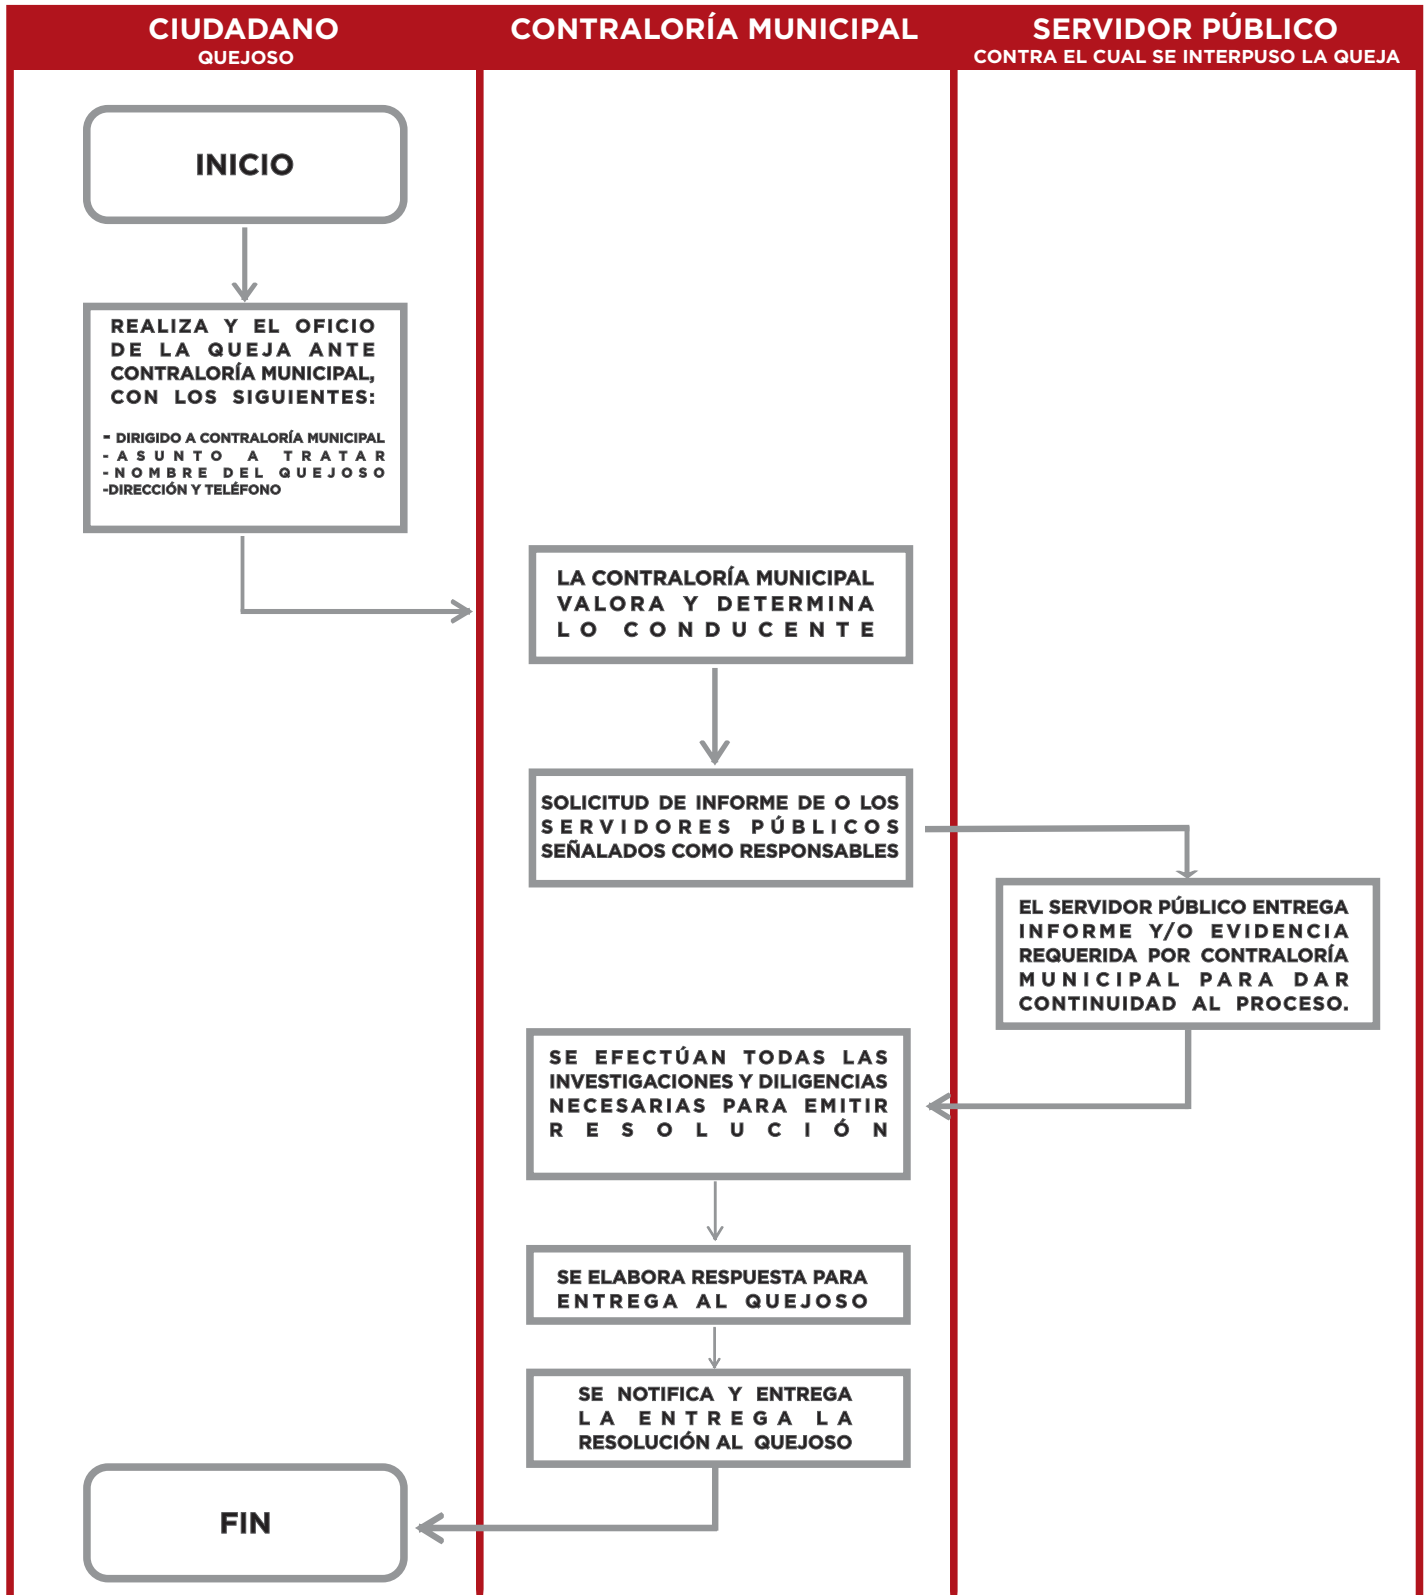 CIUDADANO
QUEJOSO
CONTRALORÍA MUNICIPAL
SERVIDOR PÚBLICO
CONTRA EL CUAL SE INTERPUSO LA QUEJA
INICIO
REALIZA Y EL OFICIO
DE LA QUEJA ANTE
CONTRALORÍA MUNICIPAL,
CON LOS SIGUIENTES:
- DIRIGIDO A CONTRALORÍA MUNICIPAL
- ASUNTO A TRATAR
- NOMBRE DEL QUEJOSO
-DIRECCIÓN Y TELÉFONO
LA CONTRALORÍA MUNICIPAL
VALORA Y DETERMINA
LO CONDUCENTE
SOLICITUD DE INFORME DE O LOS
SERVIDORES PÚBLICOS
SEÑALADOS COMO RESPONSABLES
EL SERVIDOR PÚBLICO ENTREGA
INFORME Y/O EVIDENCIA
REQUERIDA POR CONTRALORÍA
MUNICIPAL PARA DAR
CONTINUIDAD AL PROCESO.
SE EFECTÚAN TODAS LAS
INVESTIGACIONES Y DILIGENCIAS
NECESARIAS PARA EMITIR
RESOLUCIÓN
SE ELABORA RESPUESTA PARA
ENTREGA AL QUEJOSO
SE NOTIFICA Y ENTREGA
LA ENTREGA LA
RESOLUCIÓN AL QUEJOSO
FIN